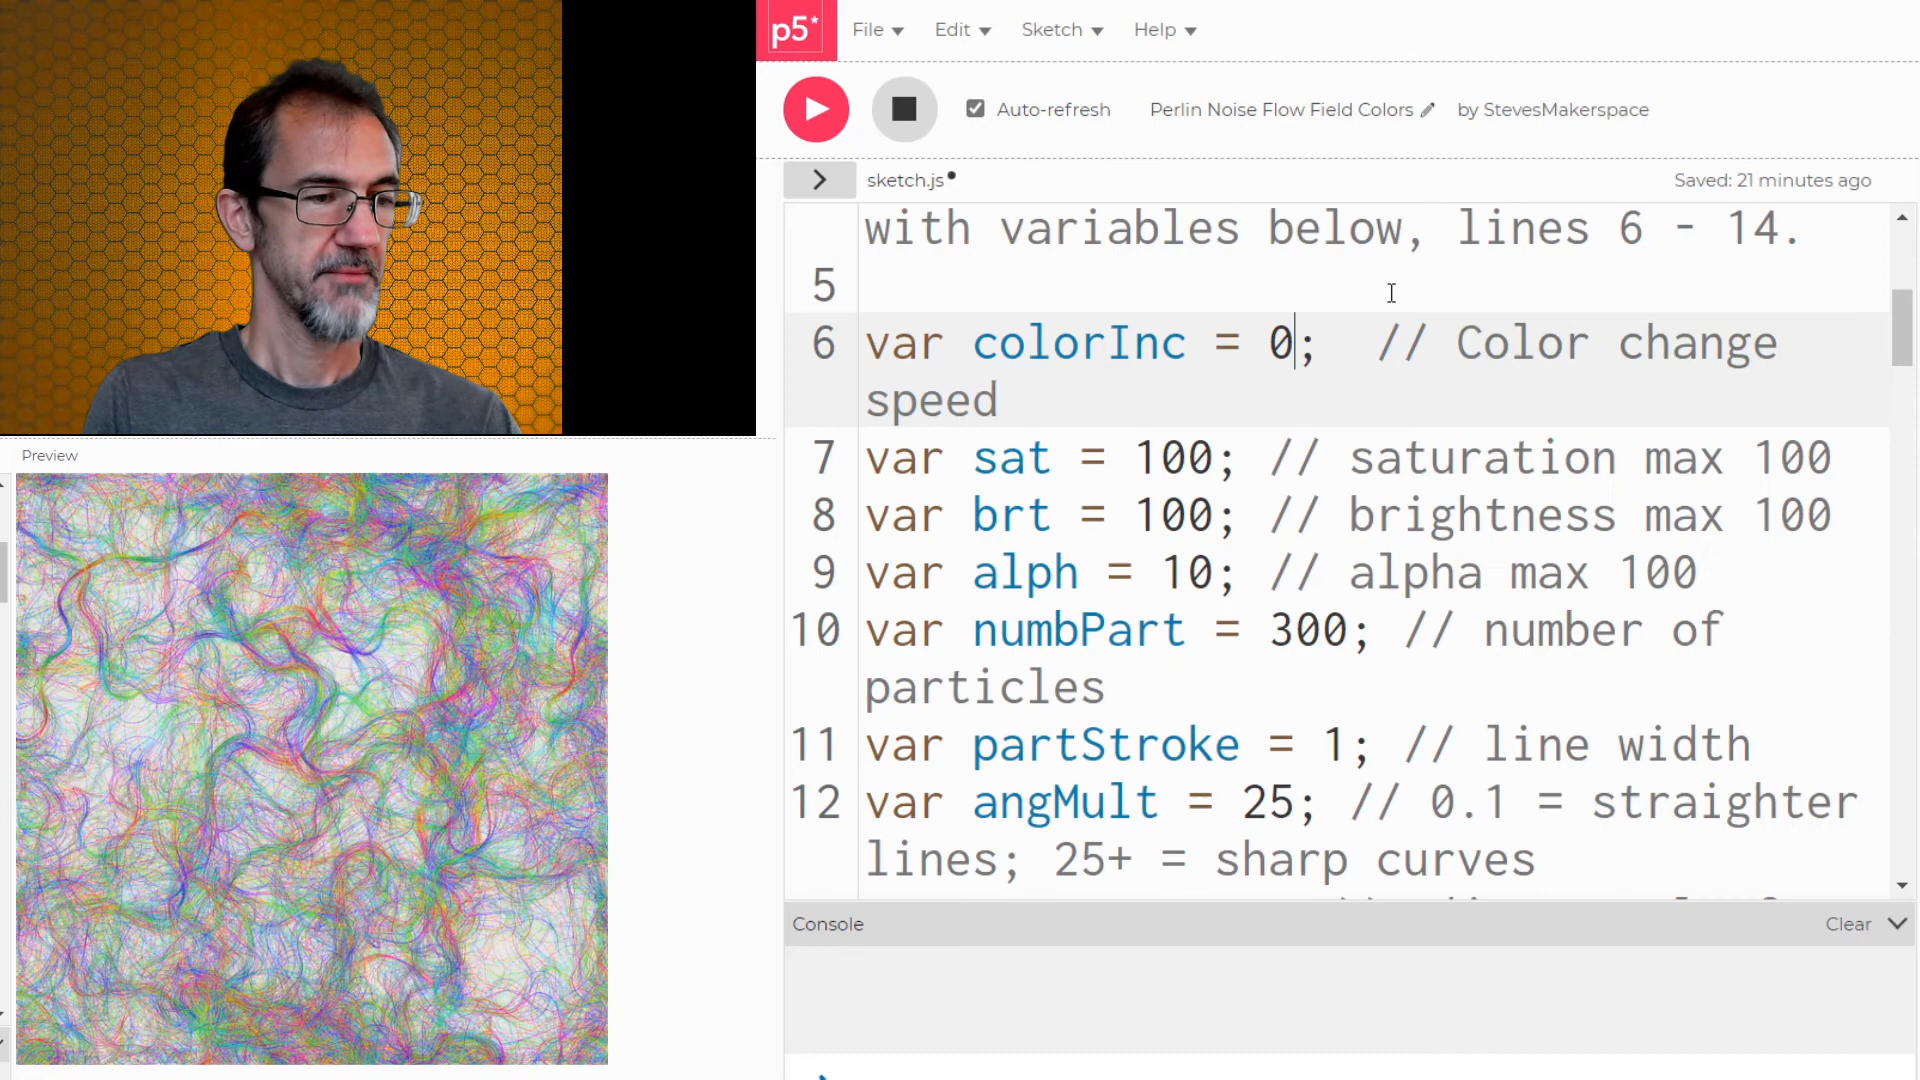 p5*
File
Edit
Sketch
Help
Auto-refresh
Perlin Noise Flow Field Colors
by StevesMakerspace
sketch.js
Saved: 21 minutes ago
with variables below, lines 6 - 14.
5
6 var colorInc = 0; // Color change
speed
7 var sat = 100; // saturation max 100
8 var brt = 100; // brightness max 100
9 var alph = 10; // alpha max 100
10 var numbPart = 300; // number of
particles
11 var partStroke = 1; // line width
12 var angMult = 25; // 0.1 = straighter
lines; 25+ = sharp curves
Preview
Console
Clear